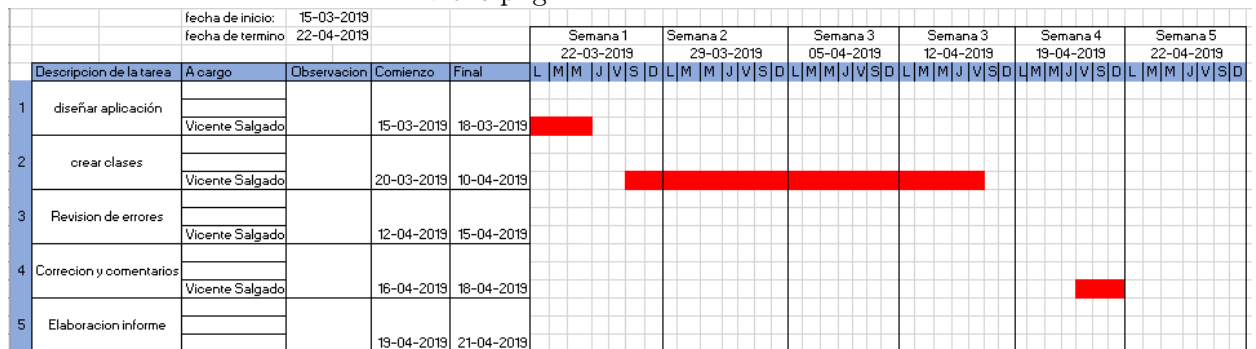 fecha de inicio: 15-03-2019
fecha de termino 22-04-2019 Semana 1 Semana 2 Semana 3 Semana 3 Semana 4 Semana 5
22-03-2019 29-03-2019 05-04-2019 12-04-2019 19-04-2019 22-04-2019
Descripcion de la tarea A cargo Observacion Comienzo Final L M M J V S D L M M J V S D L M M J V S D L M M J V S D L M M J V S D L M M J V S D
1 diseñar aplicación
Vicente Salgado 15-03-2019 18-03-2019
2 crear clases
Vicente Salgado 20-03-2019 10-04-2019
3 Revision de errores
Vicente Salgado 12-04-2019 15-04-2019
4 Correcion y comentarios
Vicente Salgado 16-04-2019 18-04-2019
5 Elaboracion informe
19-04-2019 21-04-2019